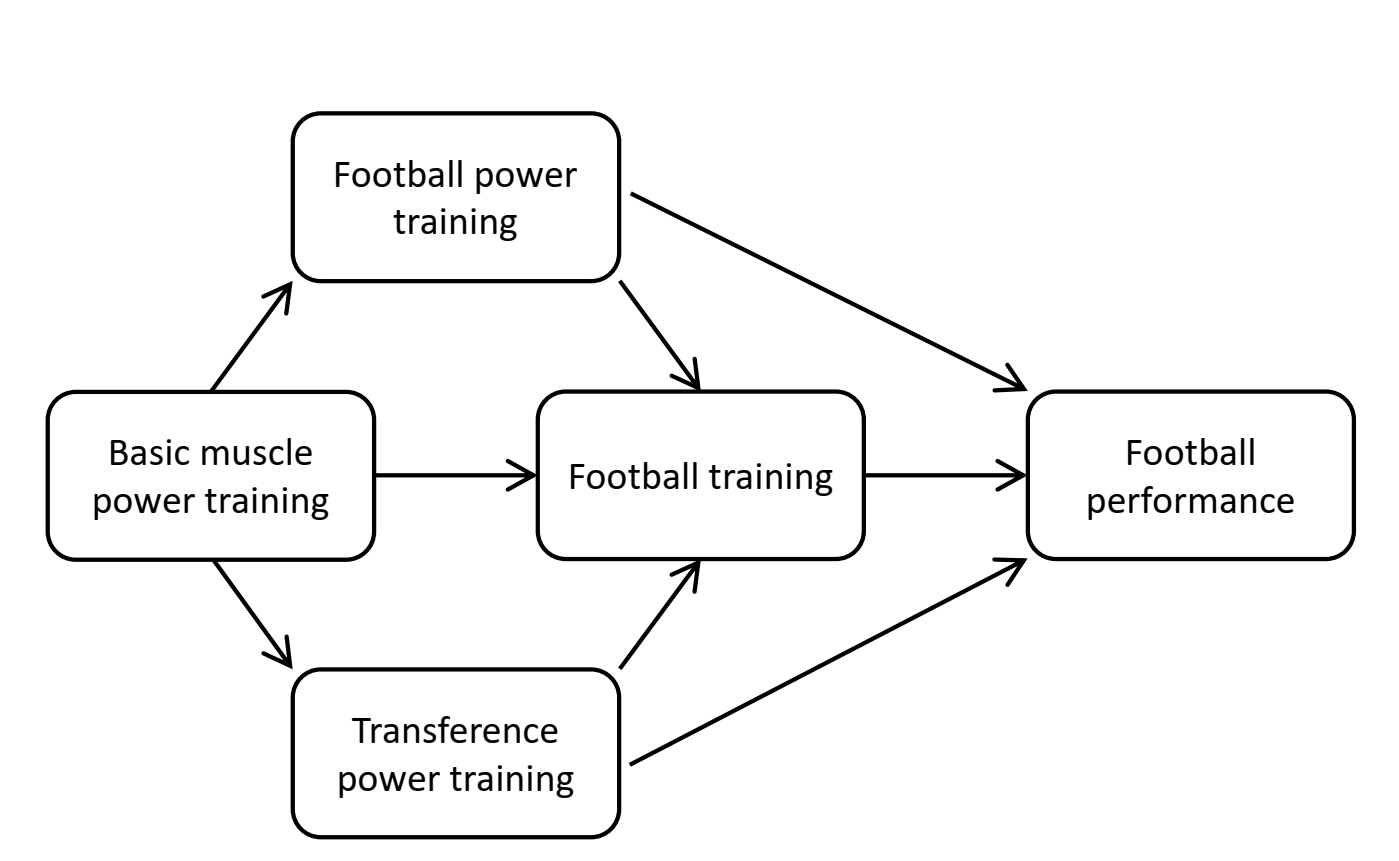 Football power
training
Basic muscle
power training
Football training
Football
performance
Transference
power training